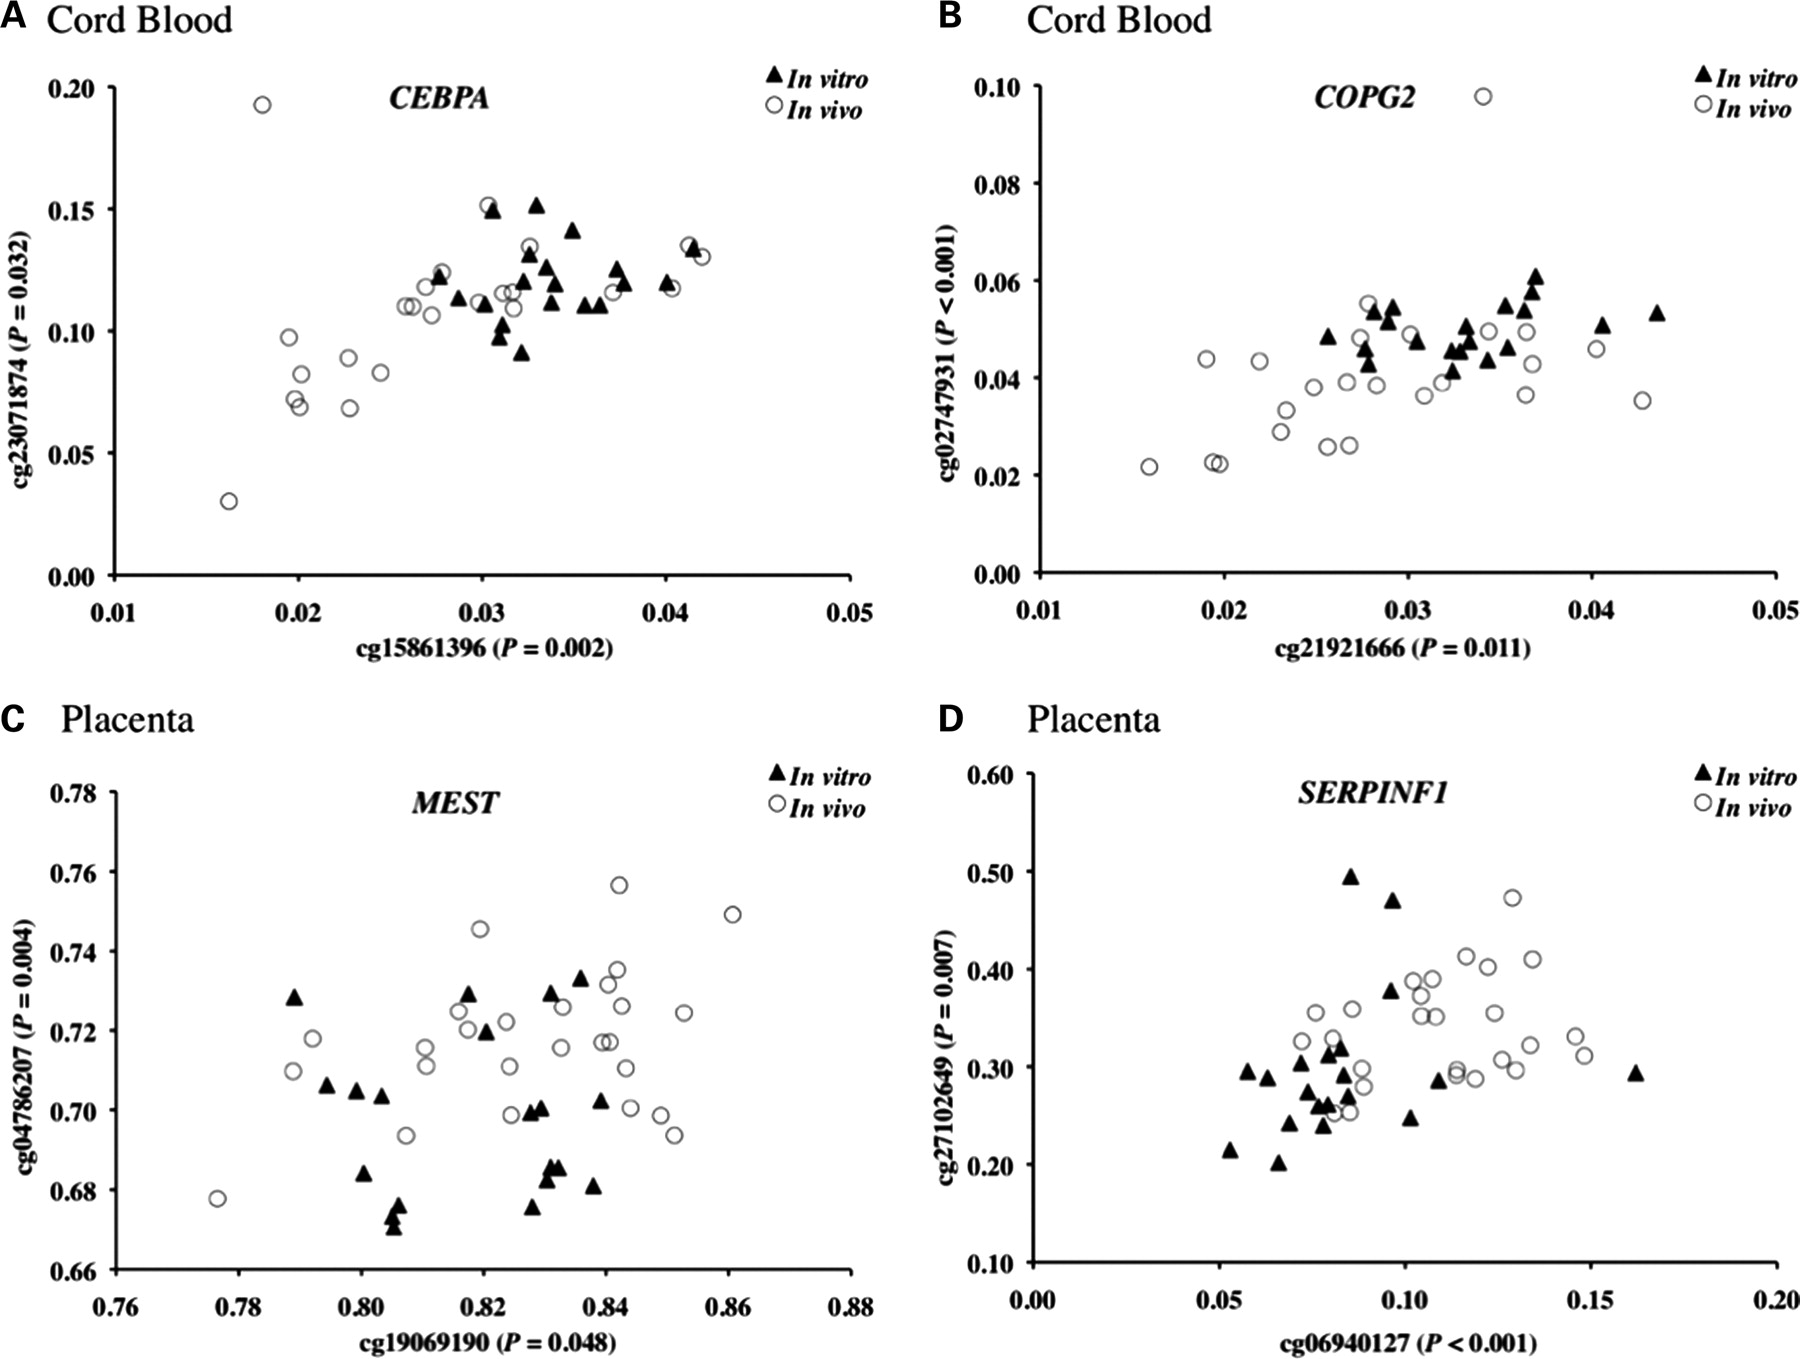 A Cord Blood
CEBPA
In vitro
In vivo
0.20
0.15
0.10
0.05
0.00
cg23071874 (P = 0.032)
0.01 0.02 0.03 0.04 0.05
cg15861396 (P = 0.002)
B Cord Blood
COPG2
In vitro
In vivo
0.10
0.08
0.06
0.04
0.02
0.00
cg02747931 (P < 0.001)
0.01 0.02 0.03 0.04 0.05
cg21921666 (P = 0.011)
C Placenta
MEST
In vitro
In vivo
0.78
0.76
0.74
0.72
0.70
0.68
0.66
cg04786207 (P = 0.004)
0.76 0.78 0.80 0.82 0.84 0.86 0.88
cg19069190 (P = 0.048)
D Placenta
SERPINF1
In vitro
In vivo
0.60
0.50
0.40
0.30
0.20
0.10
cg27102649 (P = 0.007)
0.00 0.05 0.10 0.15 0.20
cg06940127 (P < 0.001)